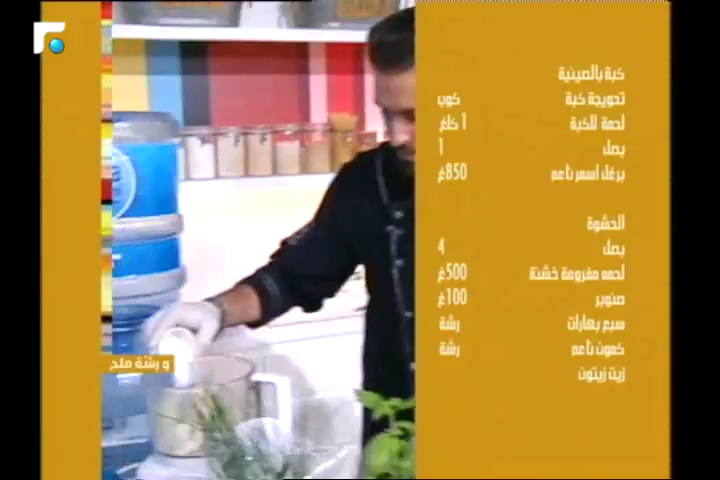 كبة بالصينية
تحويجة كبة كوب
لحمة للكبة 1 كلغ
بصل 1
برغل اسمر ناعم 850غ
الحشوة
بصل 4
لحمه مفرومة خشنة 500غ
صنوبر 100غ
سبع بهارات رشة
كمون ناعم رشة
زيت زيتون
و رشة ملح